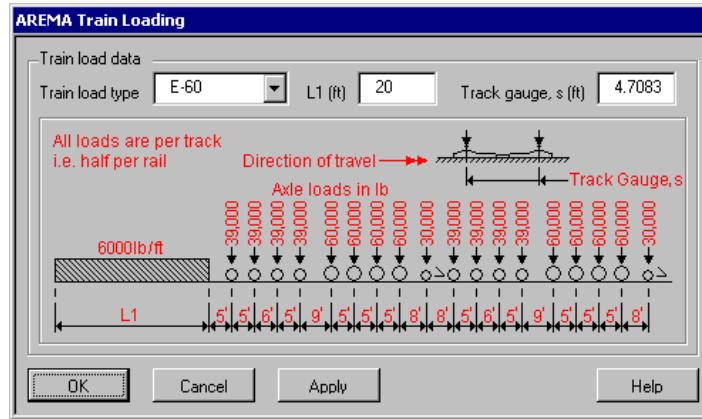 AREMA Train Loading
Train load data
Train load type E-60 L1 (ft) 20 Track gauge, s (ft) 4.7083
All loads are per track
i.e. half per rail
Direction of travel
Track Gauge, s
Axle loads in lb
6000lb/ft
39,000 39,000 39,000 39,000 60,000 60,000 60,000 60,000 30,000 39,000 39,000 39,000 39,000 60,000 60,000 60,000 60,000 30,000
L1 5' 5' 6' 5' 9' 5' 5' 5' 8' 8' 5' 6' 5' 9' 5' 5' 5' 8'
OK Cancel Apply Help